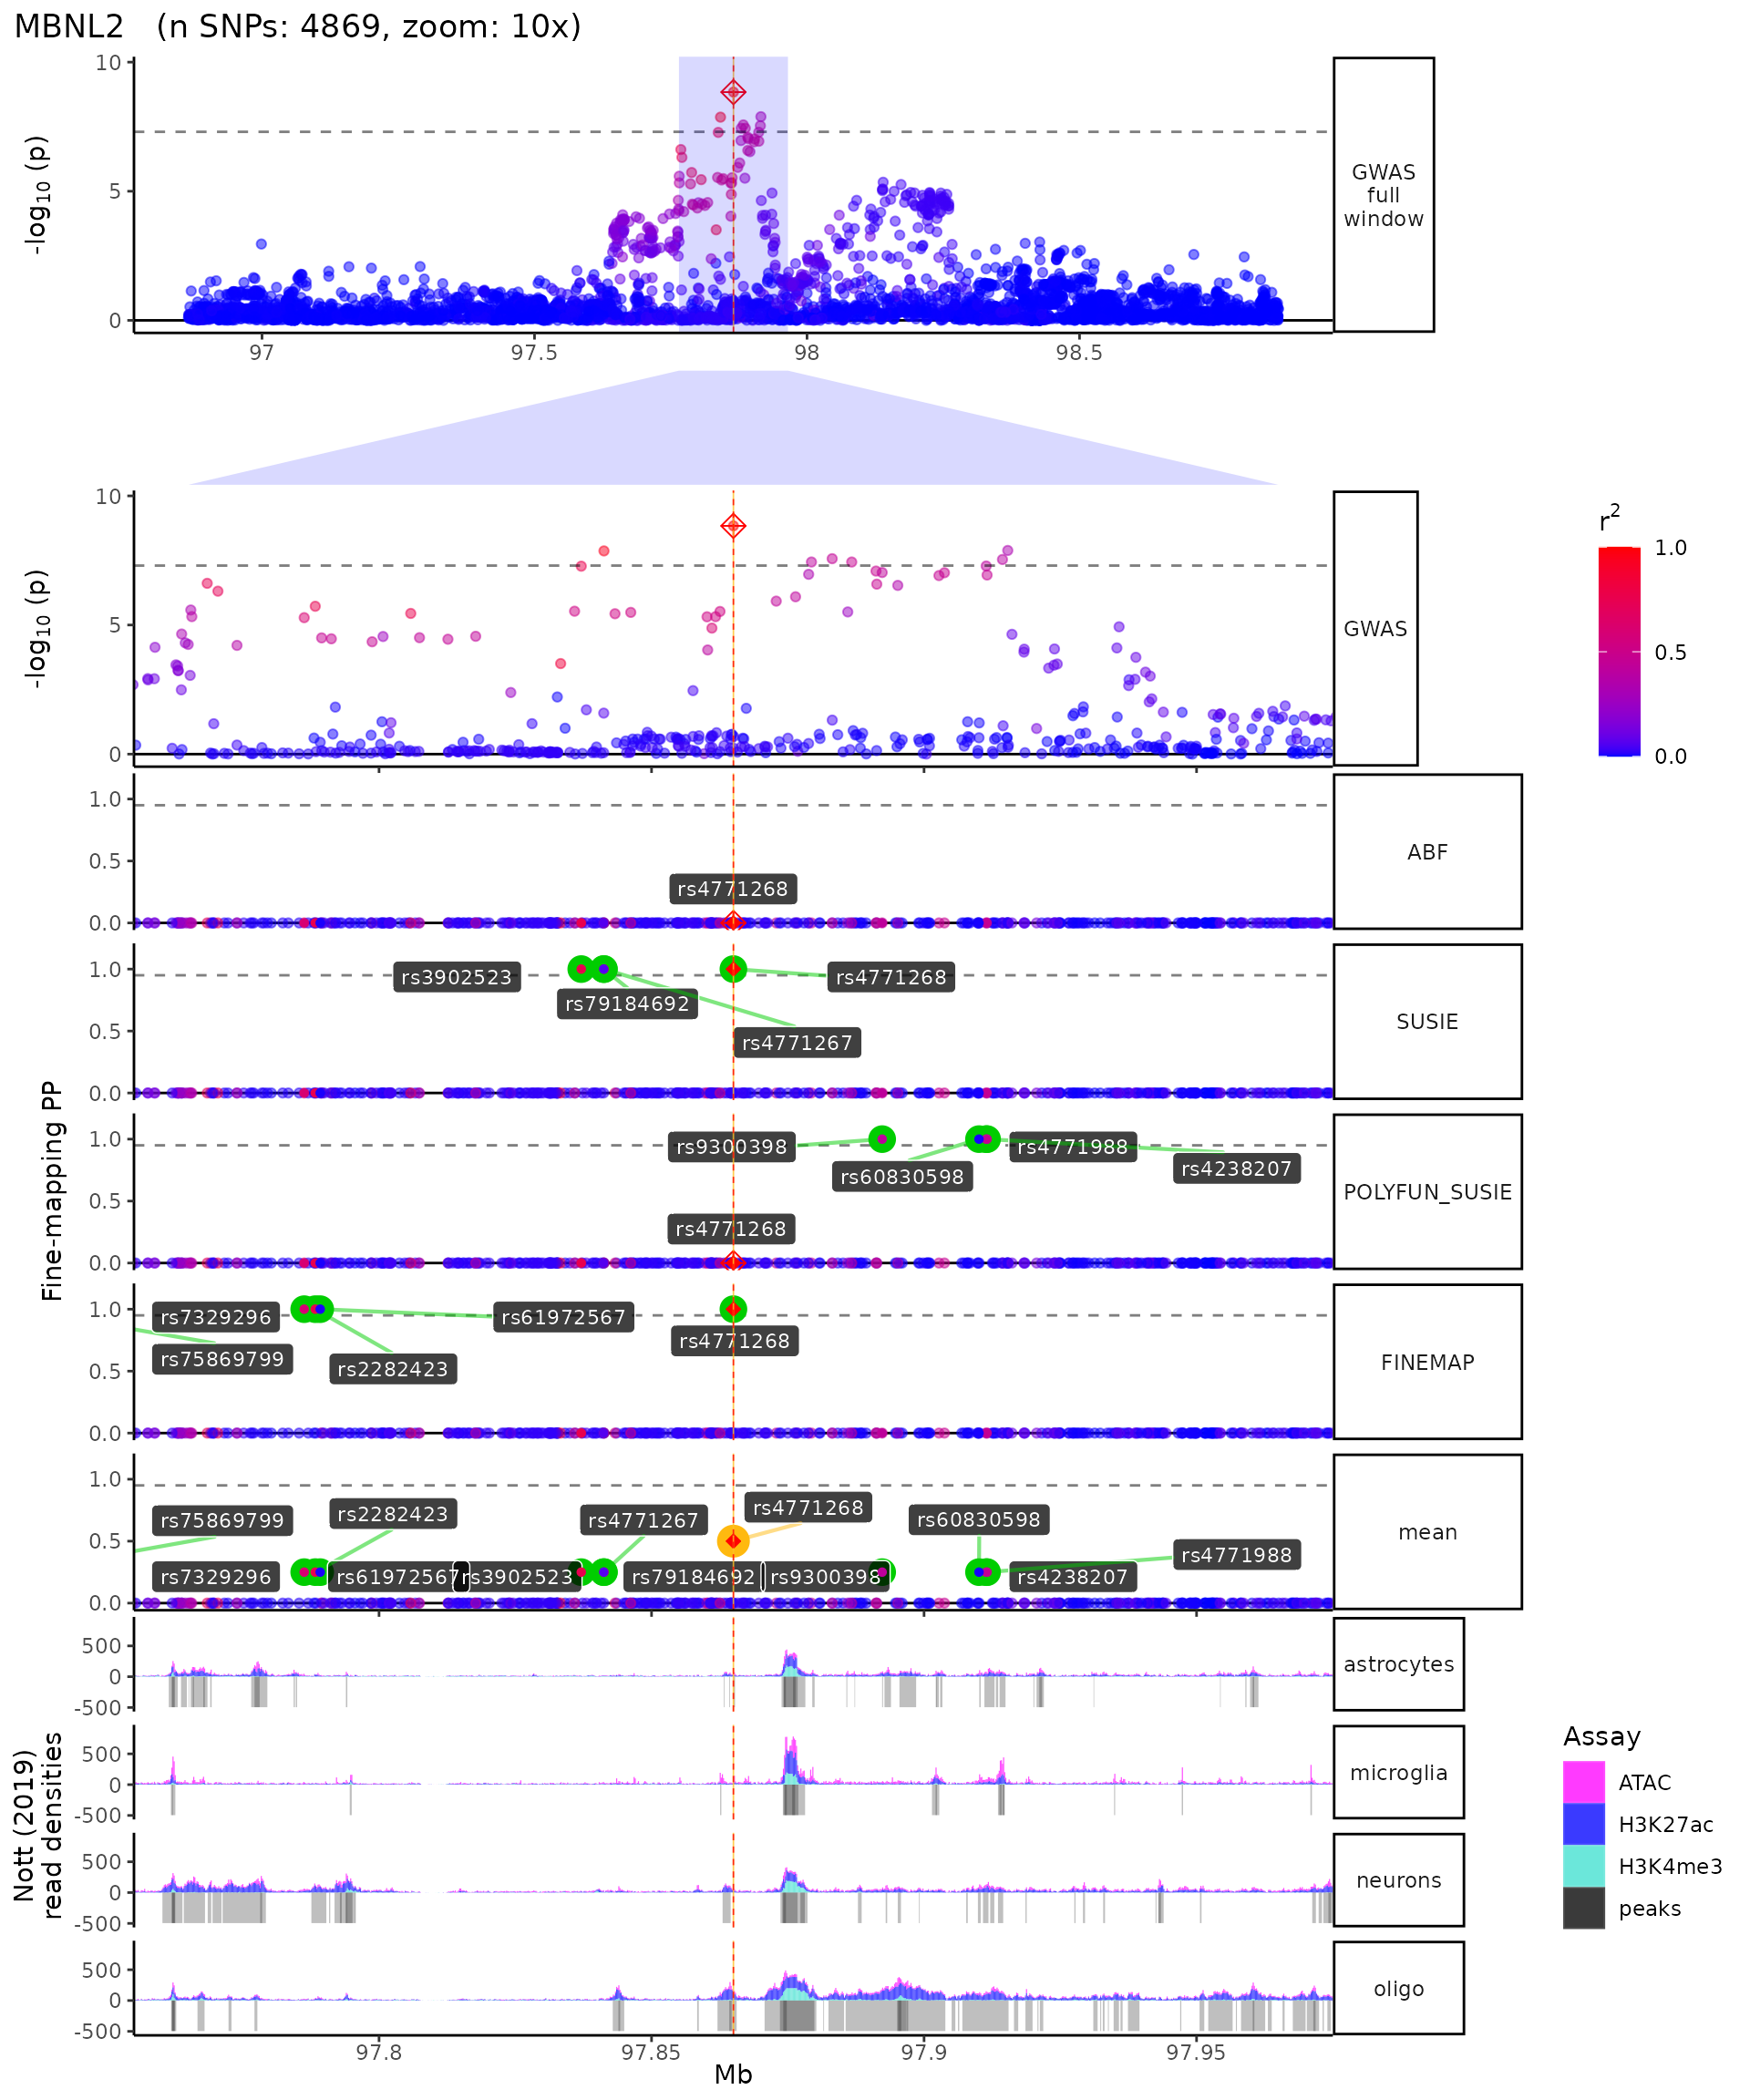 MBNL2 (n SNPs: 4869, zoom: 10x)
-log10 (p)
10
5
0
97
97.5
98
98.5
GWAS
full
window
-log10 (p)
10
5
0
GWAS
r2
1.0
0.5
0.0
Fine-mapping PP
1.0
0.5
0.0
rs4771268
ABF
1.0
0.5
0.0
rs3902523
rs79184692
rs4771267
rs4771268
SUSIE
1.0
0.5
0.0
rs9300398
rs60830598
rs4771988
rs4238207
rs4771268
POLYFUN_SUSIE
1.0
0.5
0.0
rs7329296
rs75869799
rs61972567
rs2282423
rs4771268
FINEMAP
1.0
0.5
0.0
rs75869799
rs2282423
rs4771267
rs4771268
rs60830598
rs4771988
rs7329296
rs61972567
rs3902523
rs79184692
rs9300398
rs4238207
mean
Nott (2019)
read densities
500
0
-500
astrocytes
500
0
-500
microglia
500
0
-500
neurons
500
0
-500
oligo
97.8
97.85
97.9
97.95
Mb
Assay
ATAC
H3K27ac
H3K4me3
peaks